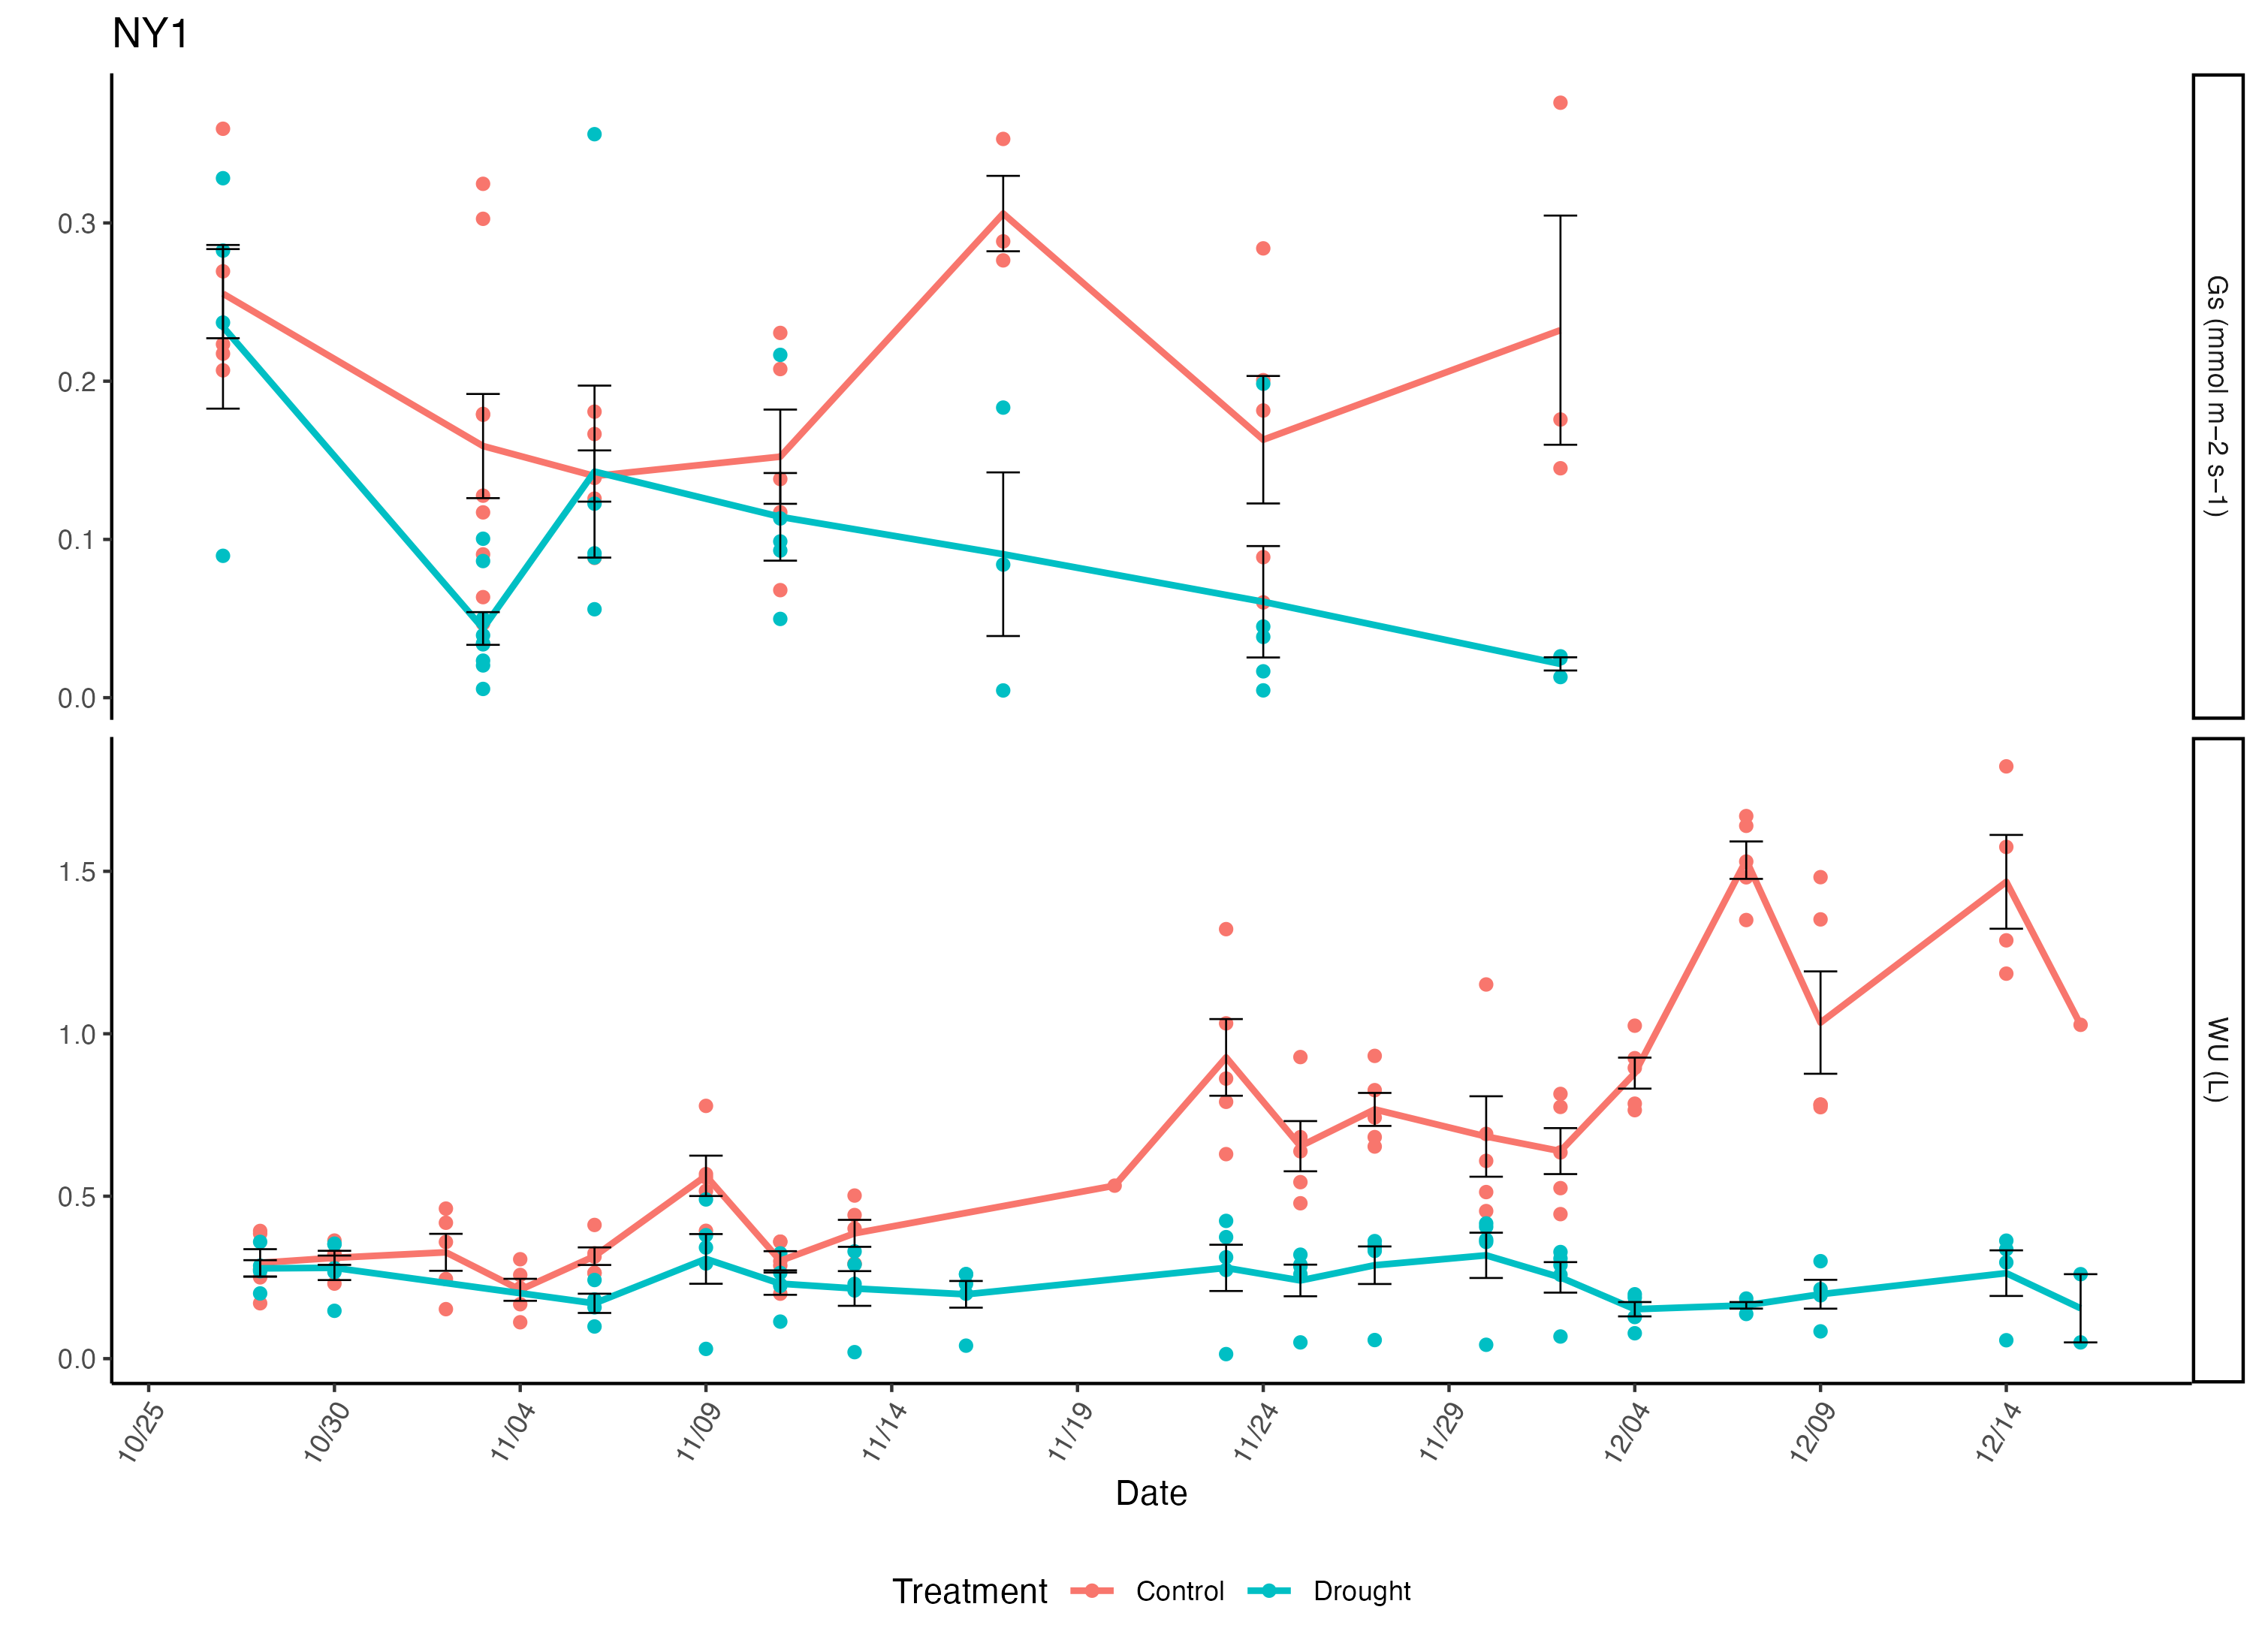 NY1
0.3
0.2
0.1
0.0
Gs (mmol m−2 s−1)
1.5
1.0
0.5
0.0
WU (L)
10/25 10/30 11/04 11/09 11/14 11/19 11/24 11/29 12/04 12/09 12/14
Date
Treatment Control Drought